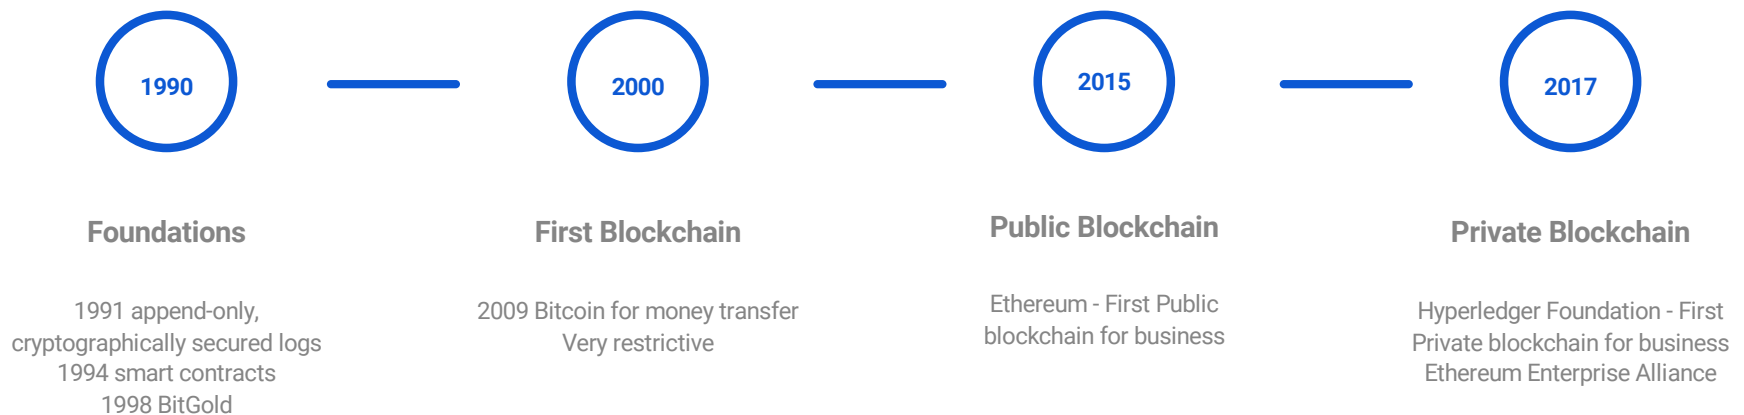 1990
2000
2015
2017
Foundations
1991 append-only,
cryptographically secured logs
1994 smart contracts
1998 BitGold
First Blockchain
2009 Bitcoin for money transfer
Very restrictive
Public Blockchain
Ethereum - First Public
blockchain for business
Private Blockchain
Hyperledger Foundation - First
Private blockchain for business
Ethereum Enterprise Alliance